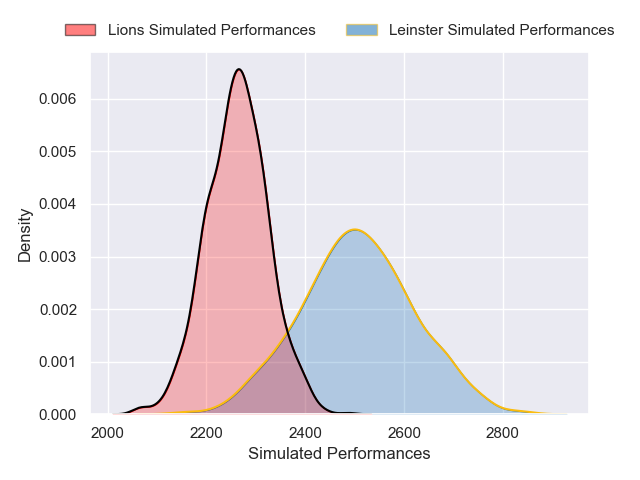 Lions Simulated Performances Leinster Simulated Performances
0.006
0.005
0.004
0.003
0.002
0.001
0.000
Density
2000 2200 2400 2600 2800
Simulated Performances